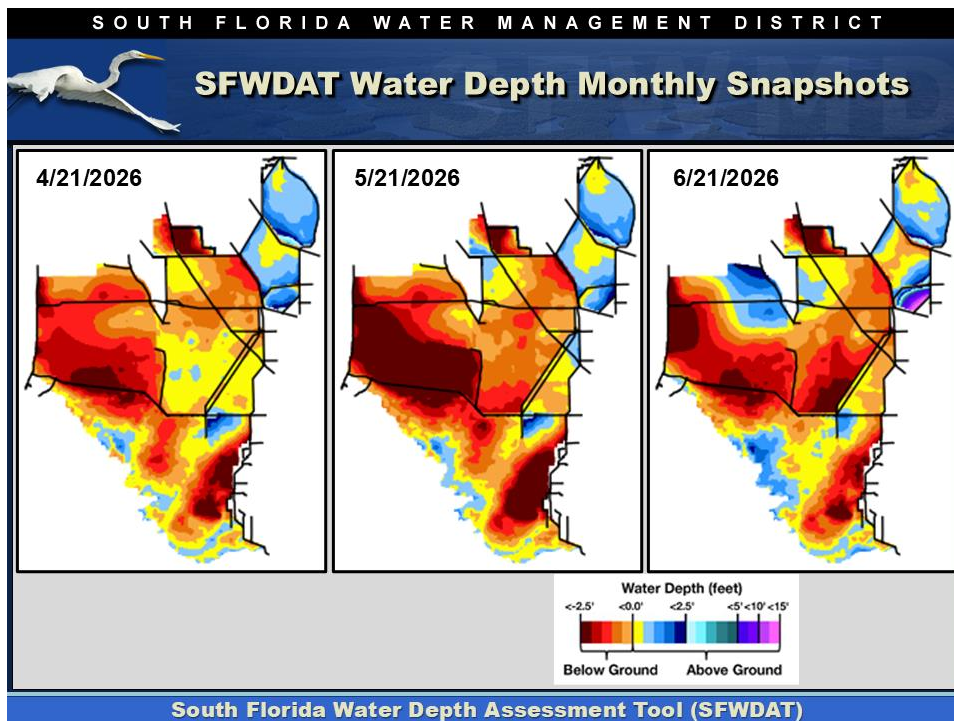 SOUTH FLORIDA WATER MANAGEMENT DISTRICT
SFWDAT Water Depth Monthly Snapshots
4/21/2026
5/21/2026
6/21/2026
Water Depth (feet)
<-2.5' <0.0' <2.5' <5' <10' <15'
Below Ground Above Ground
South Florida Water Depth Assessment Tool (SFWDAT)